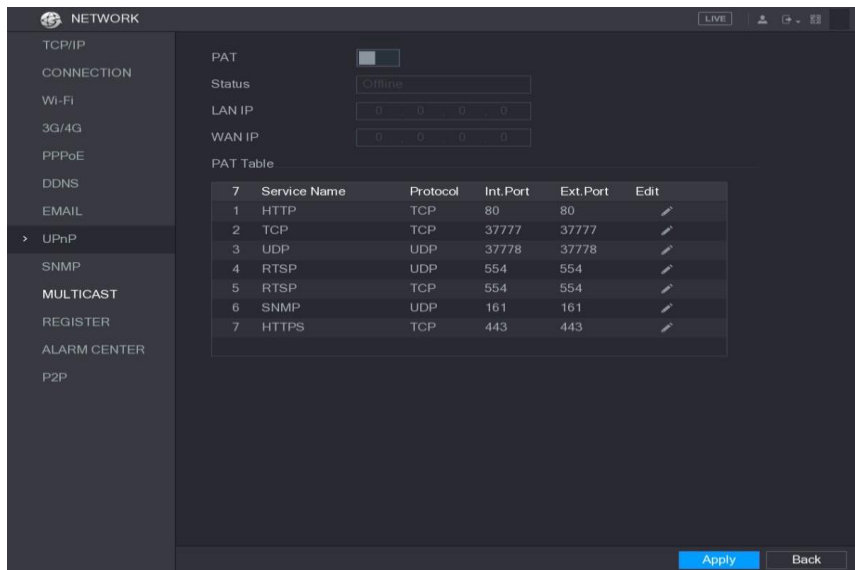 NETWORK
LIVE
TCP/IP
CONNECTION
Wi-Fi
3G/4G
PPPoE
DDNS
EMAIL
> UPnP
SNMP
MULTICAST
REGISTER
ALARM CENTER
P2P
PAT
Status Offline
LAN IP 0 . 0 . 0 . 0
WAN IP 0 . 0 . 0 . 0
PAT Table
7 Service Name Protocol Int.Port Ext.Port Edit
1 HTTP TCP 80 80
2 TCP TCP 37777 37777
3 UDP UDP 37778 37778
4 RTSP UDP 554 554
5 RTSP TCP 554 554
6 SNMP UDP 161 161
7 HTTPS TCP 443 443
Apply Back